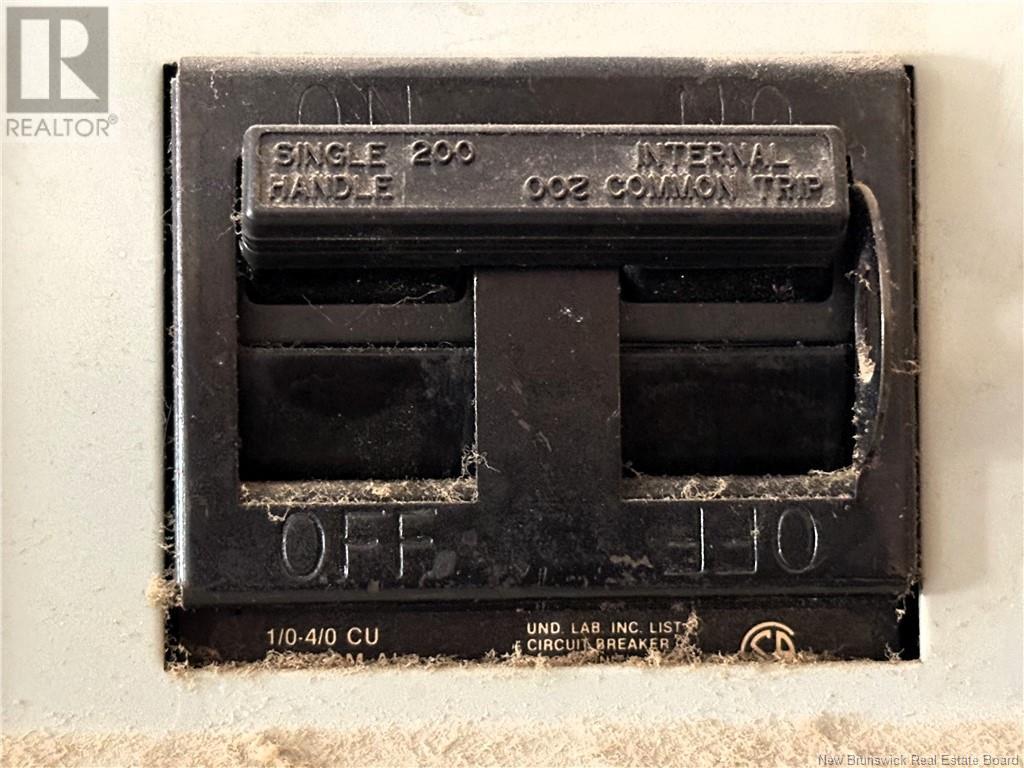 REALTOR®
ON
SINGLE 200 INTERNAL
HANDLE 200 COMMON TRIP
OFF OFF
1/0-4/0 CU
UND. LAB. INC. LIST
CIRCUIT BREAKER
New Brunswick Real Estate Board